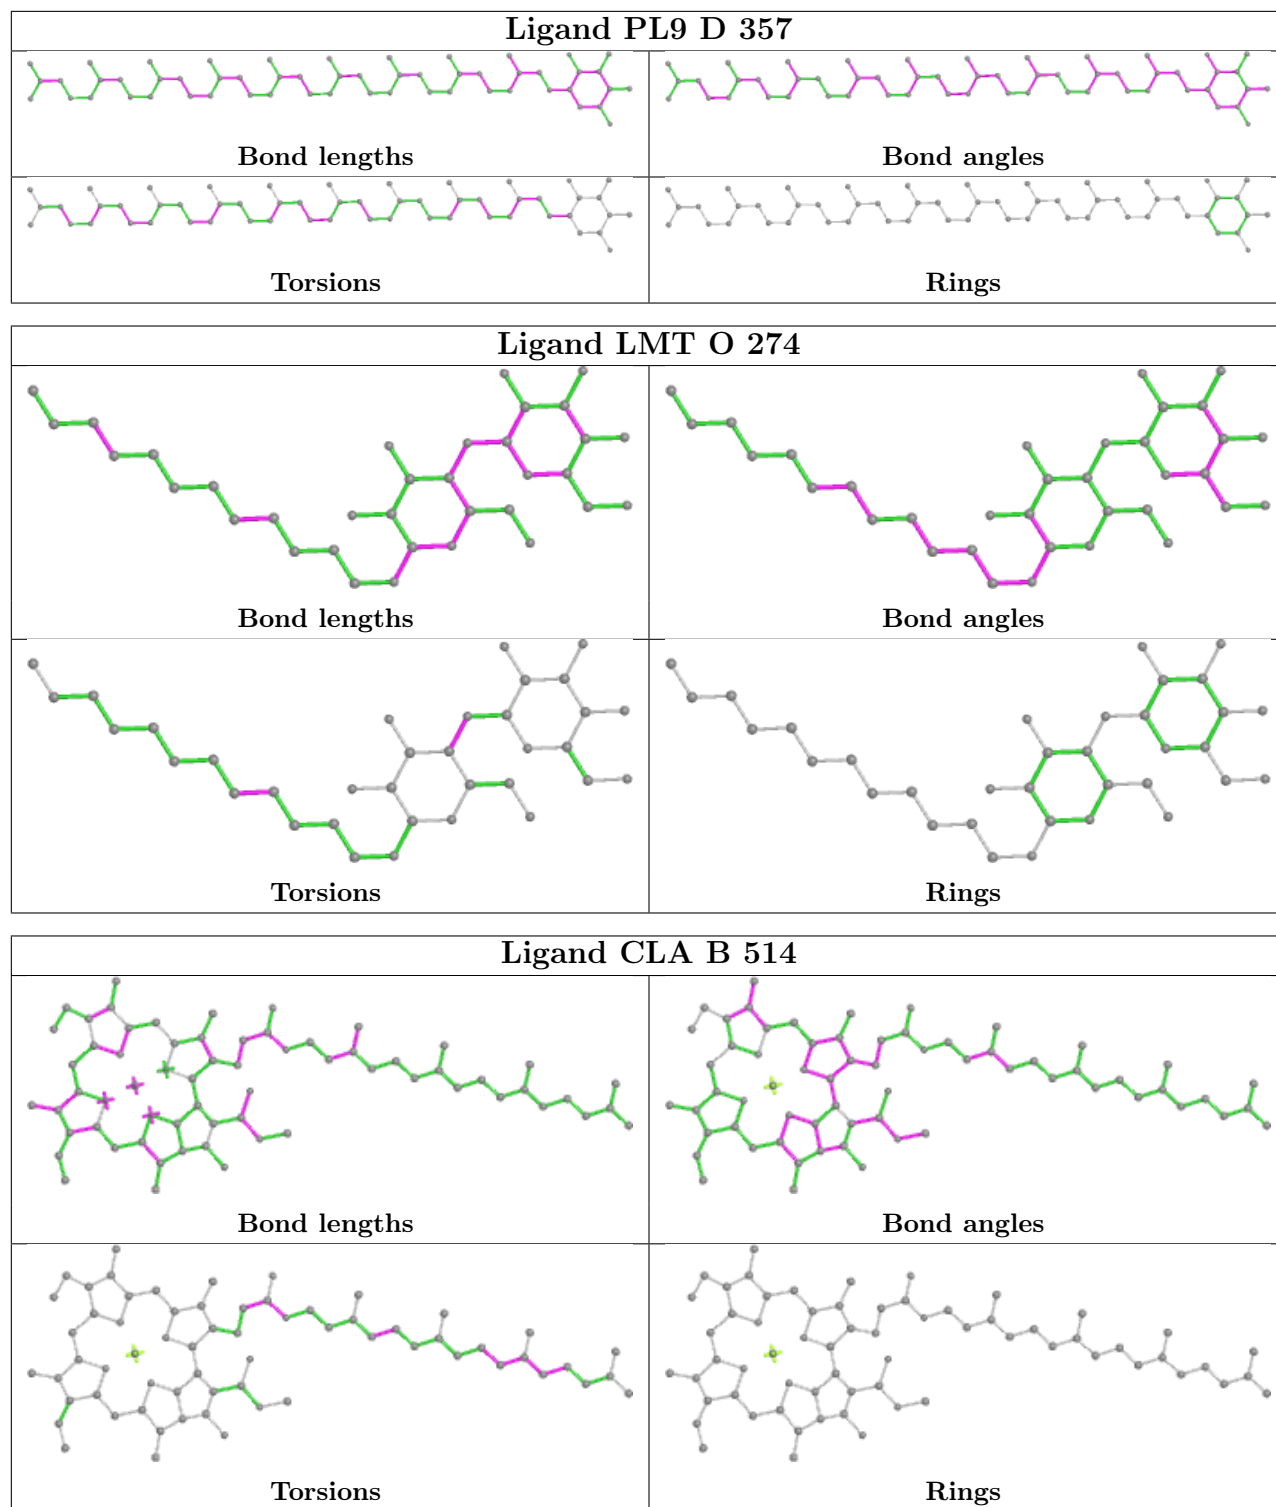 Ligand PL9 D 357
Bond lengths
Bond angles
Torsions
Rings
Ligand LMT O 274
Bond lengths
Bond angles
Torsions
Rings
Ligand CLA B 514
Bond lengths
Bond angles
Torsions
Rings